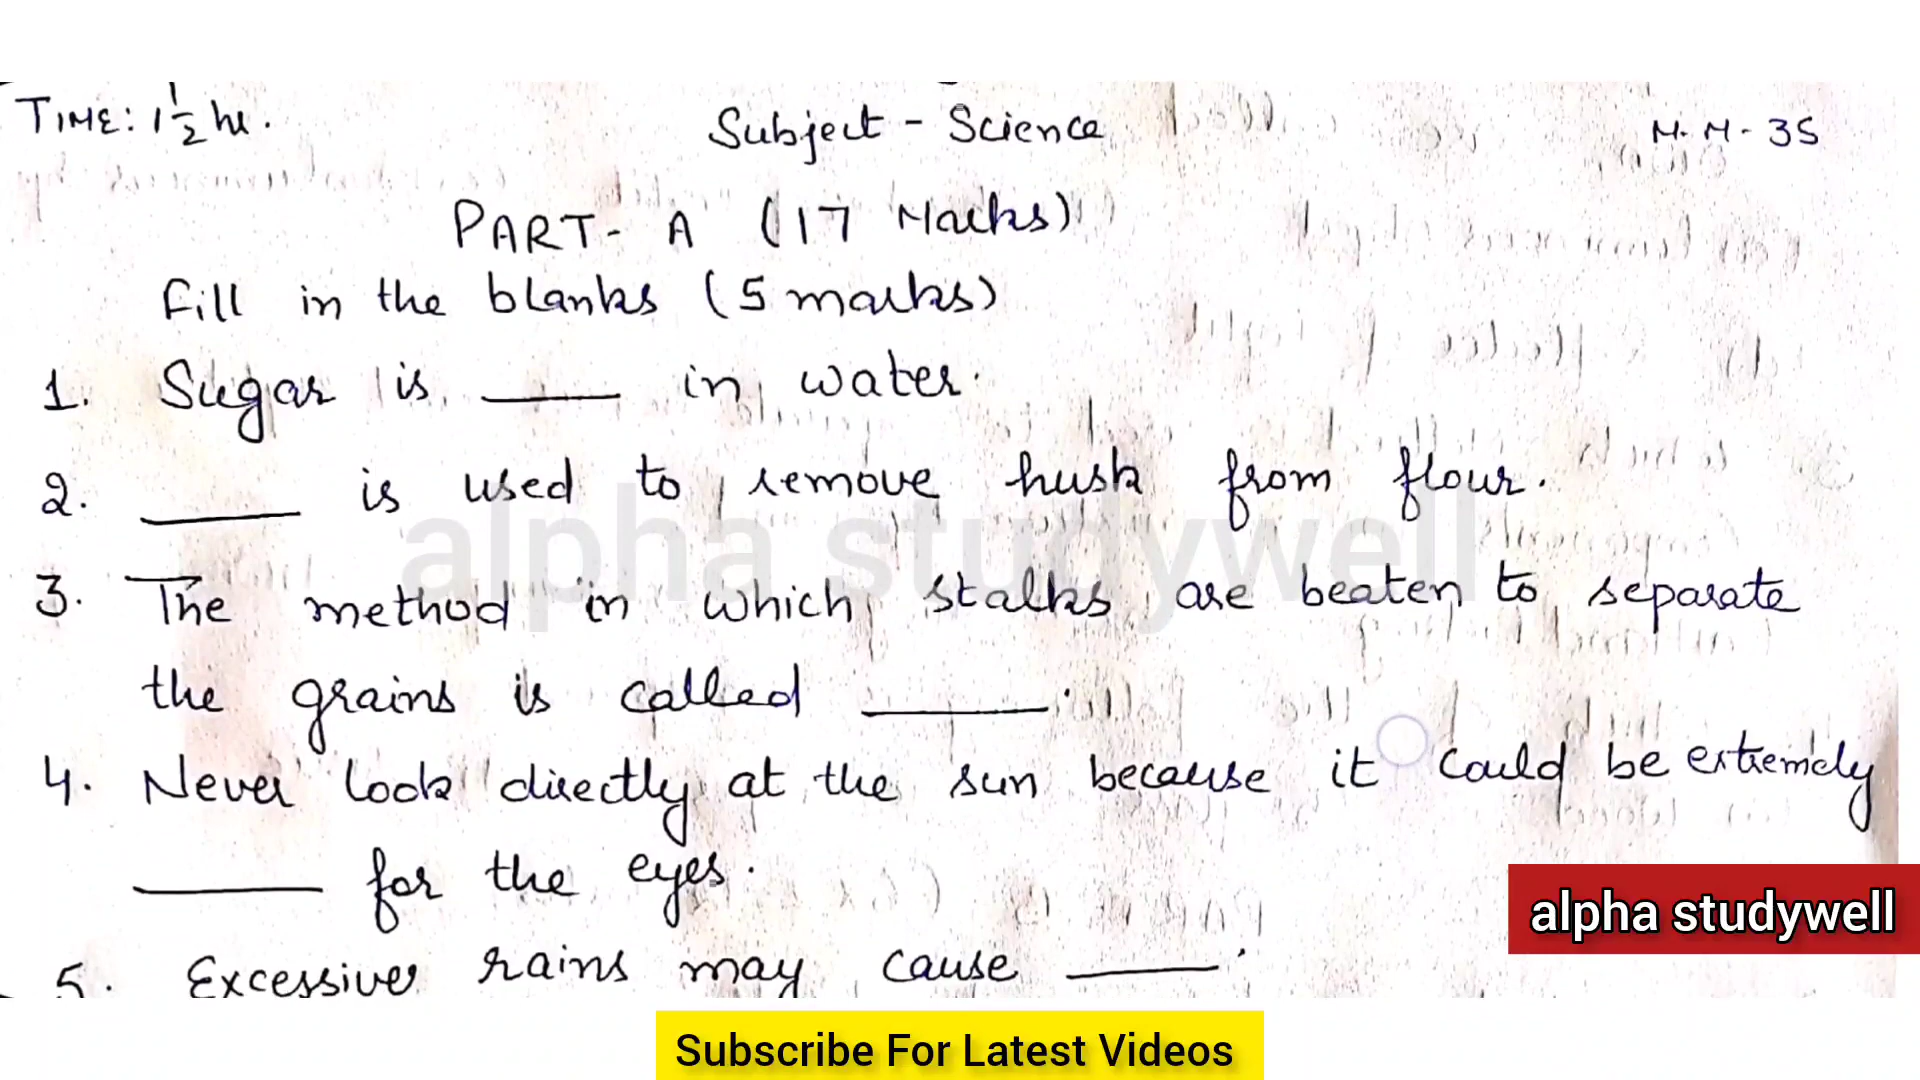 TIME: 1 1/2 hr.
Subject - Science
M.M - 35
PART- A (17 Marks)
Fill in the blanks (5 marks)
1. Sugar is ____ in water.
2. ____ is used to remove husk from flour.
3. The method in which stalks are beaten to separate
the grains is called ____.
4. Never look directly at the sun because it could be extremely
____ for the eyes.
5. Excessive rains may cause ____.
alpha studywell
alpha studywell
Subscribe For Latest Videos